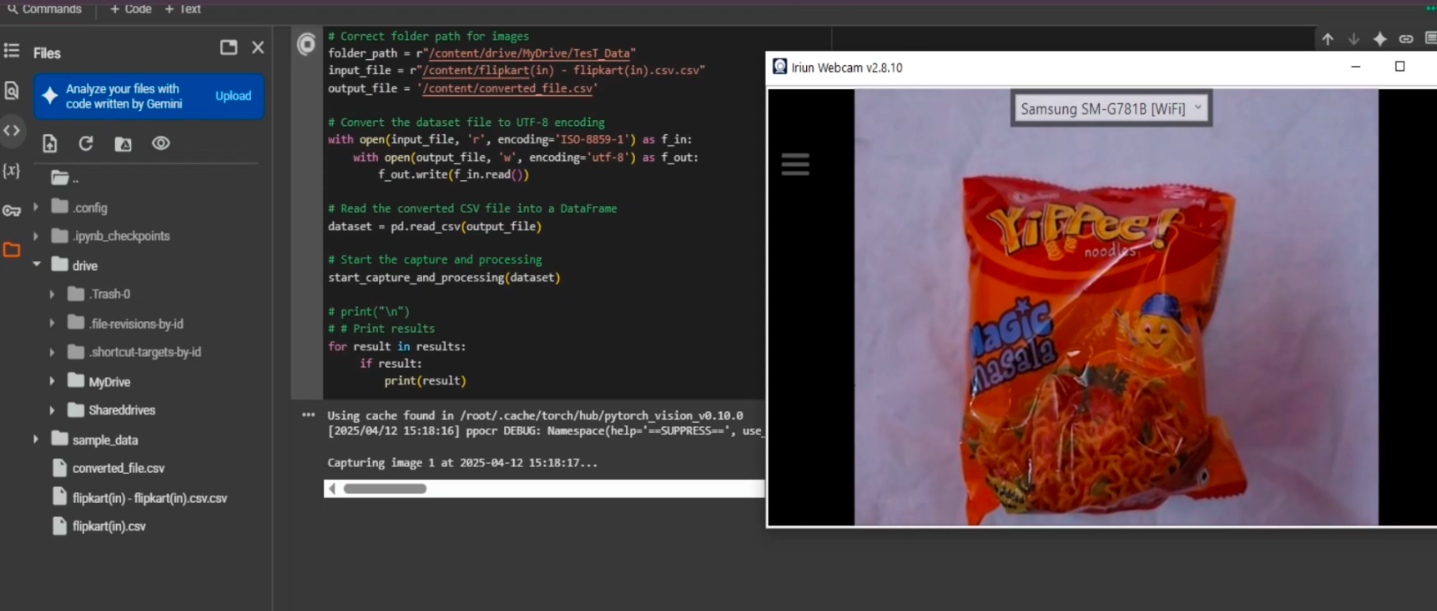 Commands + Code + Text
Files
Analyze your files with
code written by Gemini
Upload
{x}
..
.config
.ipynb_checkpoints
drive
.Trash-0
.file-revisions-by-id
.shortcut-targets-by-id
MyDrive
Shareddrives
sample_data
converted_file.csv
flipkart(in) - flipkart(in).csv.csv
flipkart(in).csv
# Correct folder path for images
folder_path = r"/content/drive/MyDrive/TesT_Data"
input_file = r"/content/flipkart(in) - flipkart(in).csv.csv"
output_file = '/content/converted_file.csv'
# Convert the dataset file to UTF-8 encoding
with open(input_file, 'r', encoding='ISO-8859-1') as f_in:
with open(output_file, 'w', encoding='utf-8') as f_out:
f_out.write(f_in.read())
# Read the converted CSV file into a DataFrame
dataset = pd.read_csv(output_file)
# Start the capture and processing
start_capture_and_processing(dataset)
# print("\n")
# # Print results
for result in results:
if result:
print(result)
Using cache found in /root/.cache/torch/hub/pytorch_vision_v0.10.0
[2025/04/12 15:18:16] ppocr DEBUG: Namespace(help='==SUPPRESS==', use_
Capturing image 1 at 2025-04-12 15:18:17...
Iriun Webcam v2.8.10
Samsung SM-G781B [WiFi]
YiPPee!
noodles
Magic
masala